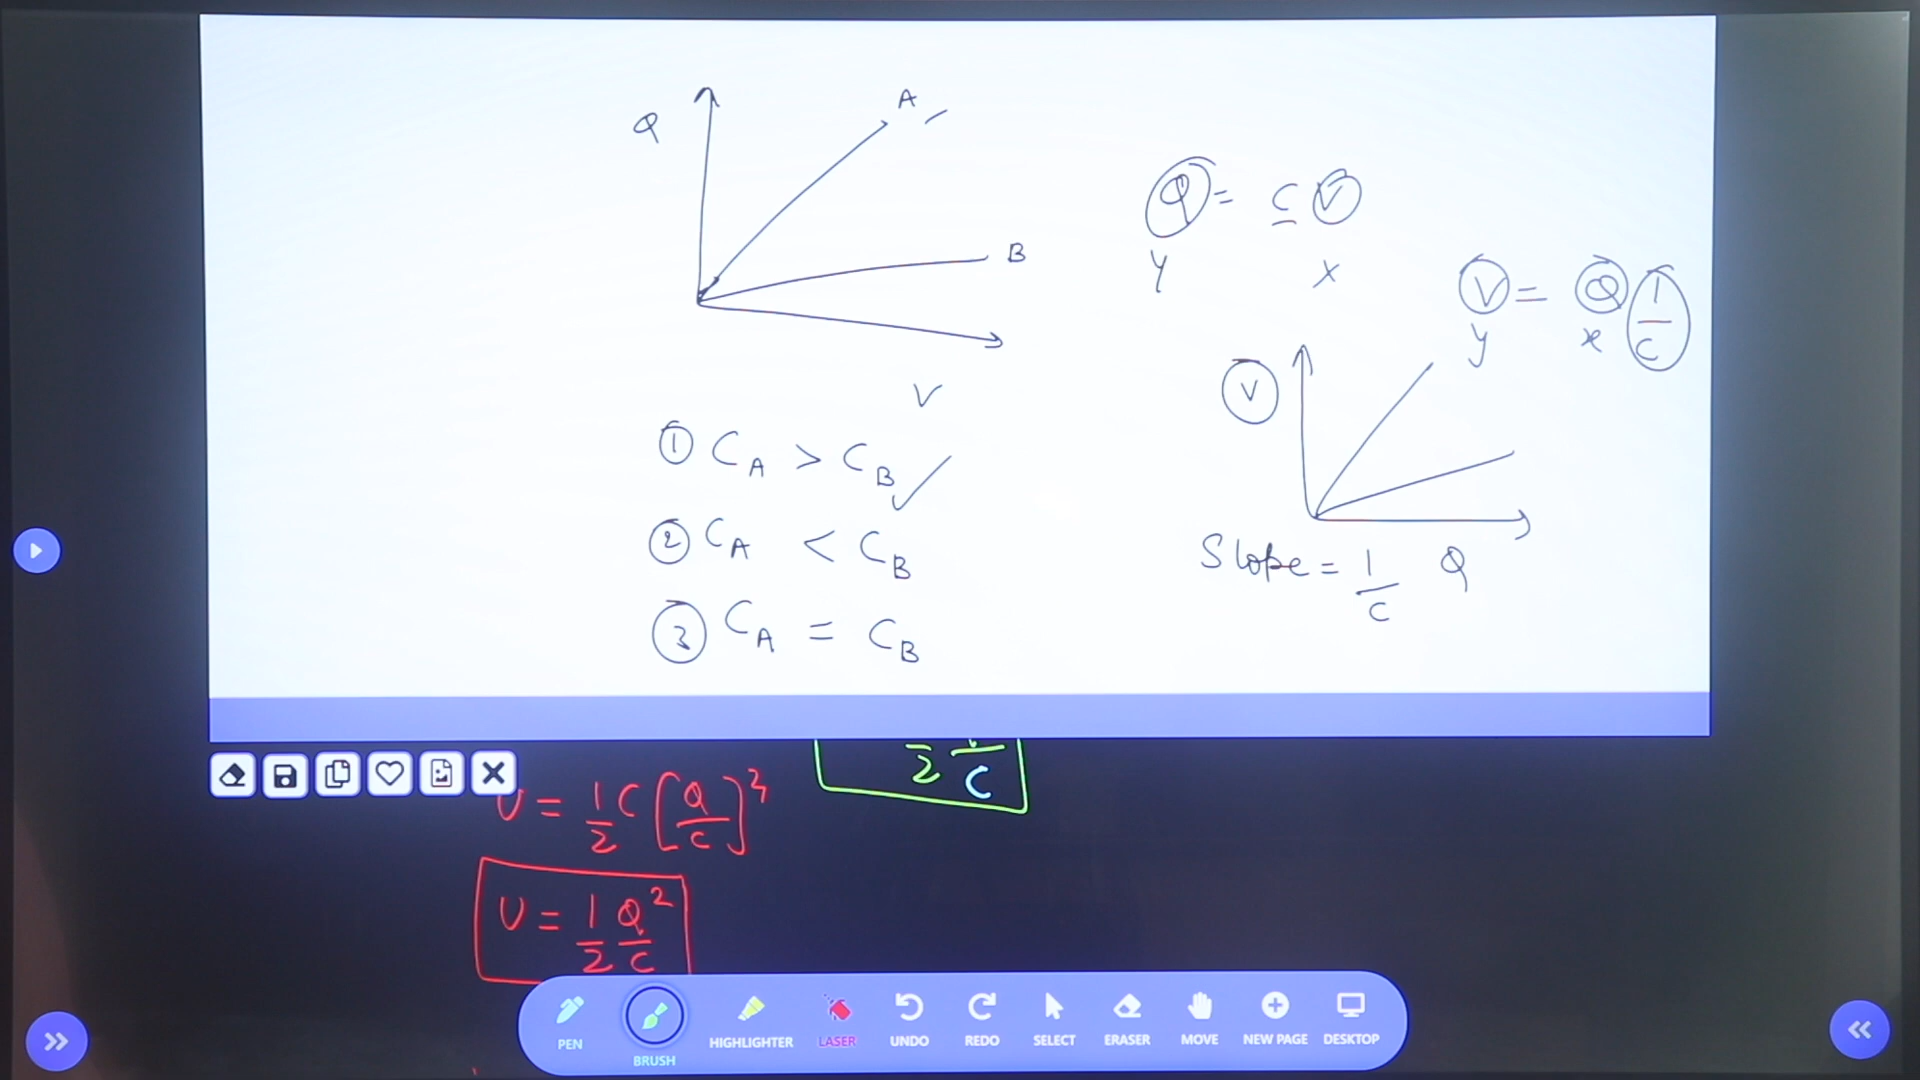 Q
A
B
V
① C_A > C_B ✓
② C_A < C_B
③ C_A = C_B
Q = C V
y x
V = Q 1/C
y x
V
Q
Slope = 1/C
U = 1/2 C [Q/C]²
U = 1/2 Q²/C
2 C
PEN
BRUSH
HIGHLIGHTER
LASER
UNDO
REDO
SELECT
ERASER
MOVE
NEW PAGE
DESKTOP